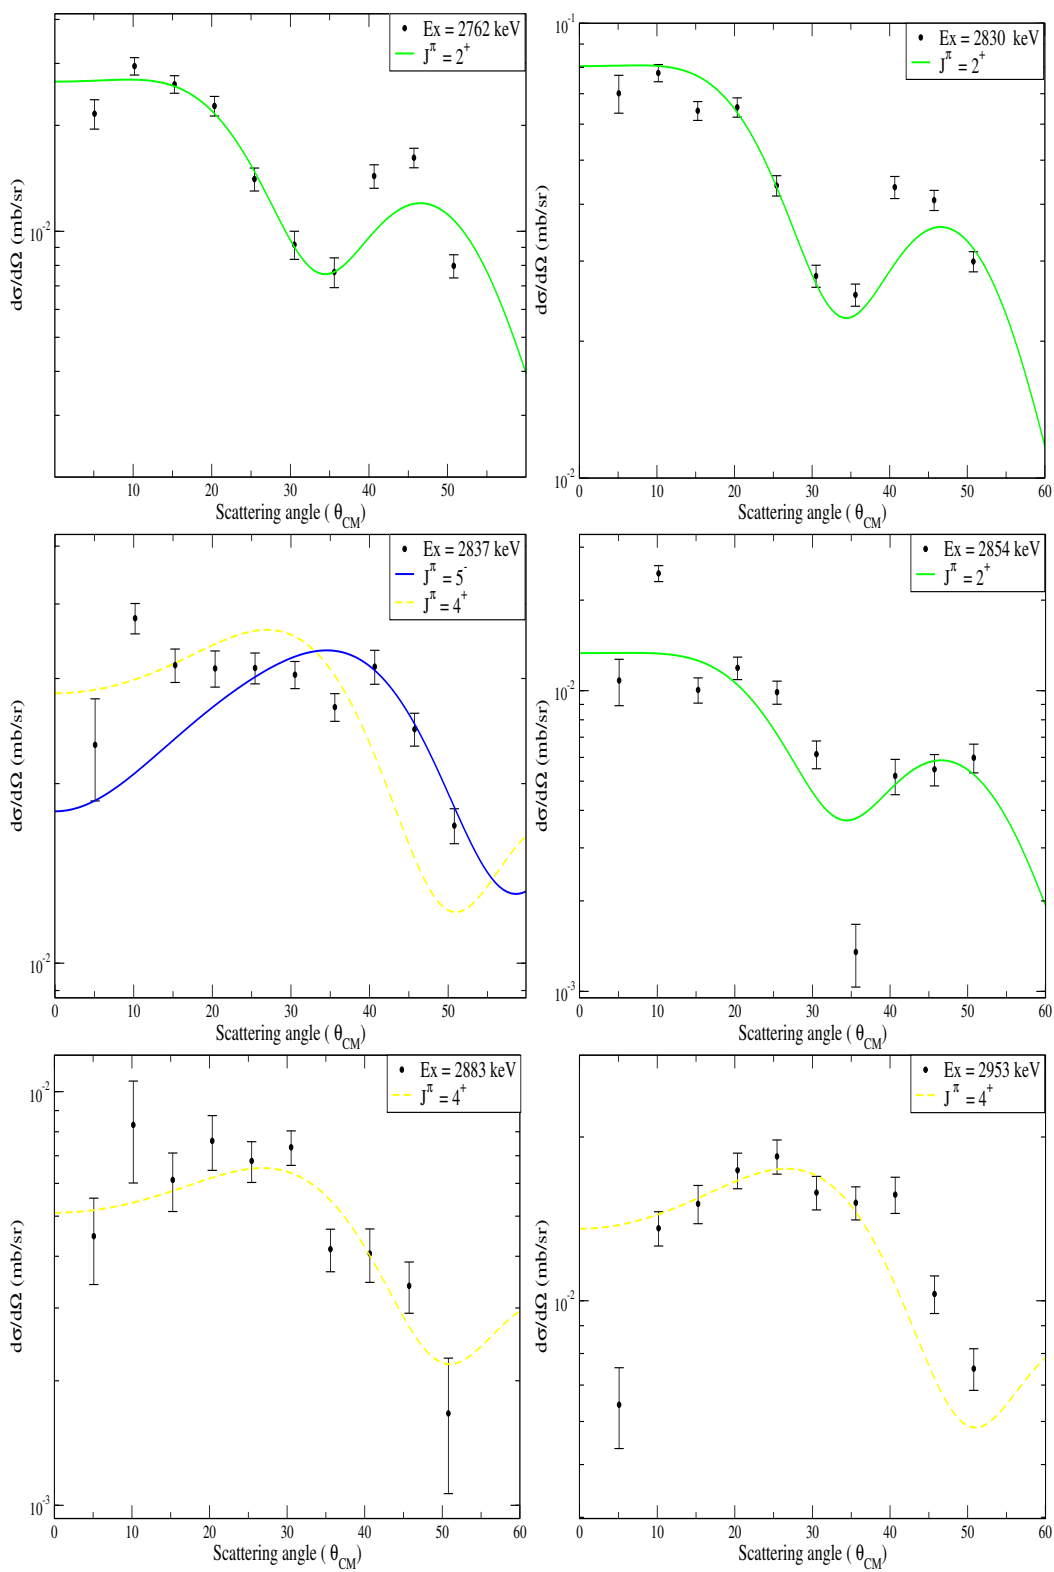 Ex = 2762 keV
J^π = 2^+
10^-2
dσ/dΩ (mb/sr)
10 20 30 40 50
Scattering angle ( θ_CM)
Ex = 2830 keV
J^π = 2^+
10^-1
10^-2
dσ/dΩ (mb/sr)
0 10 20 30 40 50 60
Scattering angle ( θ_CM)
Ex = 2837 keV
J^π = 5^-
J^π = 4^+
10^-2
dσ/dΩ (mb/sr)
0 10 20 30 40 50
Scattering angle ( θ_CM)
Ex = 2854 keV
J^π = 2^+
10^-2
10^-3
dσ/dΩ (mb/sr)
0 10 20 30 40 50 60
Scattering angle ( θ_CM)
Ex = 2883 keV
J^π = 4^+
10^-2
10^-3
dσ/dΩ (mb/sr)
0 10 20 30 40 50 60
Scattering angle ( θ_CM)
Ex = 2953 keV
J^π = 4^+
10^-2
dσ/dΩ (mb/sr)
0 10 20 30 40 50 60
Scattering angle ( θ_CM)